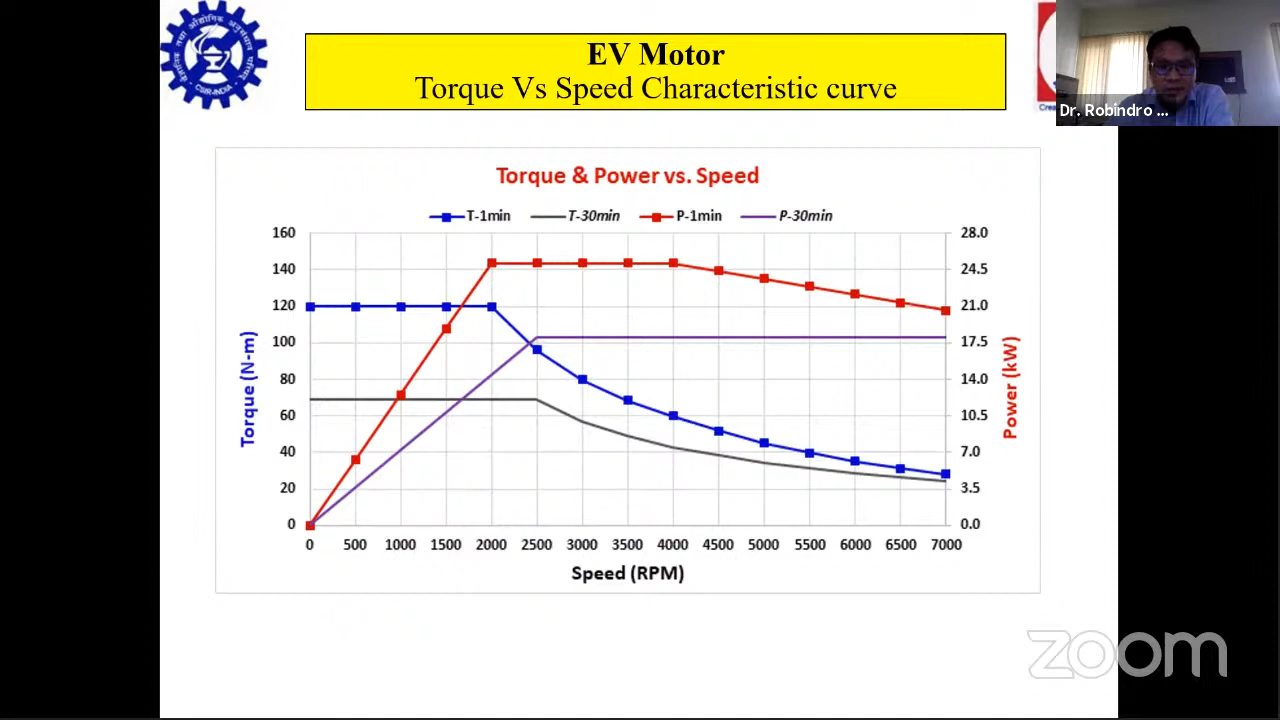 EV Motor
Torque Vs Speed Characteristic curve
Dr. Robindro ...
CSIR-INDIA
Torque & Power vs. Speed
T-1min T-30min P-1min P-30min
160 28.0
140 24.5
120 21.0
100 17.5
80 14.0
60 10.5
40 7.0
20 3.5
0 0.0
Torque (N-m)
Power (kW)
0 500 1000 1500 2000 2500 3000 3500 4000 4500 5000 5500 6000 6500 7000
Speed (RPM)
zoom